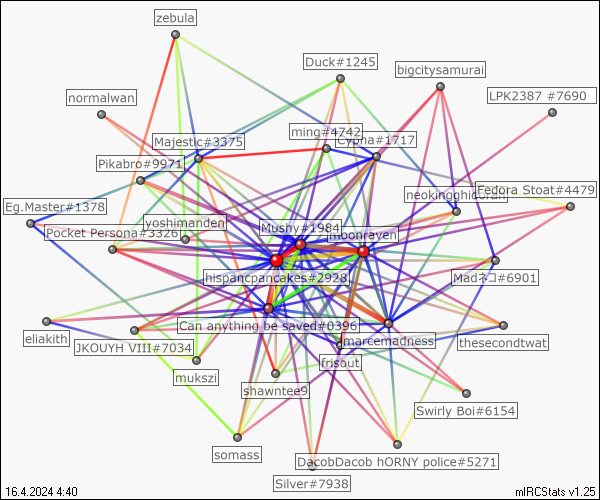 zebula
Duck#1245
bigcitysamurai
LPK2387 #7690
normalwan
ming#4742
Cypha#1717
Majestic#3375
Pikabro#9971
neokingghidorah
Fedora Stoat#4479
Eg.Master#1378
yoshimanden
Pocket Persona#3326
Mushy#1984
ribonraven
hispancpancakes#2928
Madネコ#6901
Can anything be saved#0396
eliakith
JKOUYH VIII#7034
marcemadness
thesecondtwat
frisout
mukszi
shawntee9
Swirly Boi#6154
somass
DacobDacob hORNY police#5271
Silver#7938
16.4.2024 4:40
mIRCStats v1.25